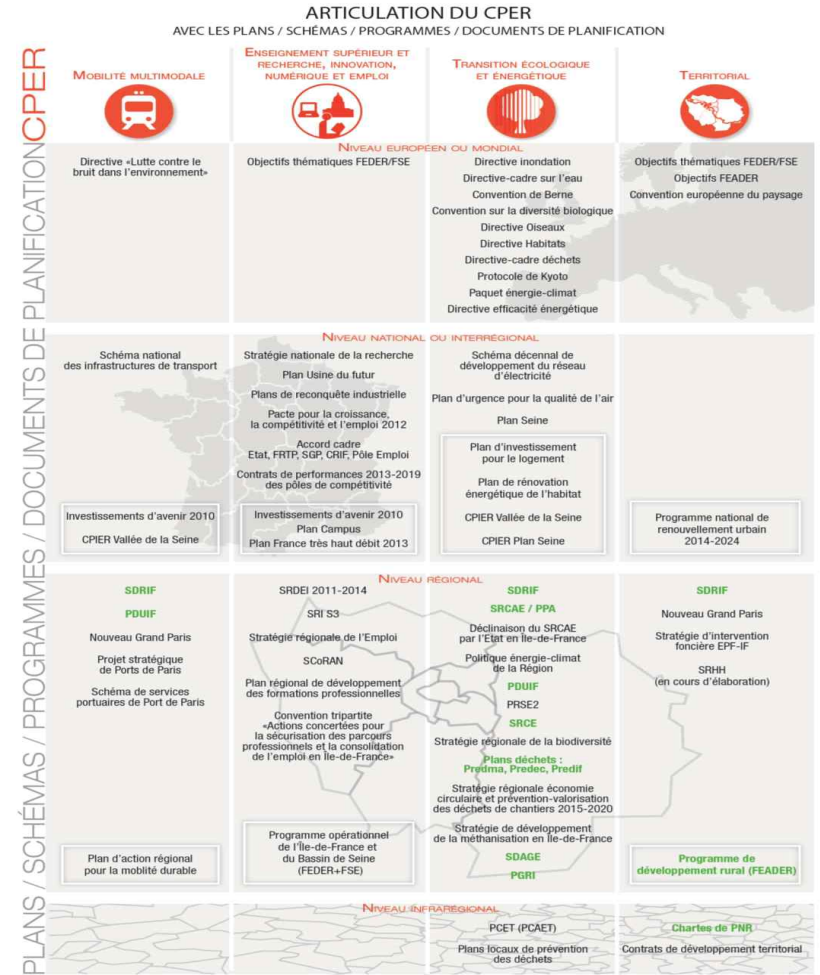 ARTICULATION DU CPER
AVEC LES PLANS / SCHÉMAS / PROGRAMMES / DOCUMENTS DE PLANIFICATION
PLANS / SCHÉMAS / PROGRAMMES / DOCUMENTS DE PLANIFICATION CPER
MOBILITÉ MULTIMODALE
ENSEIGNEMENT SUPÉRIEUR ET
RECHERCHE, INNOVATION,
NUMÉRIQUE ET EMPLOI
TRANSITION ÉCOLOGIQUE
ET ÉNERGÉTIQUE
TERRITORIAL
NIVEAU EUROPÉEN OU MONDIAL
Directive «Lutte contre le
bruit dans l'environnement»
Objectifs thématiques FEDER/FSE
Directive inondation
Directive-cadre sur l'eau
Convention de Berne
Convention sur la diversité biologique
Directive Oiseaux
Directive Habitats
Directive-cadre déchets
Protocole de Kyoto
Paquet énergie-climat
Directive efficacité énergétique
Objectifs thématiques FEDER/FSE
Objectifs FEADER
Convention européenne du paysage
NIVEAU NATIONAL OU INTERRÉGIONAL
Schéma national
des infrastructures de transport
Investissements d'avenir 2010
CPIER Vallée de la Seine
Stratégie nationale de la recherche
Plan Usine du futur
Plans de reconquête industrielle
Pacte pour la croissance,
la compétitivité et l'emploi 2012
Accord cadre
Etat, FRTP, SGP, CRIF, Pôle Emploi
Contrats de performances 2013-2019
des pôles de compétitivité
Investissements d'avenir 2010
Plan Campus
Plan France très haut débit 2013
Schéma décennal de
développement du réseau
d'électricité
Plan d'urgence pour la qualité de l'air
Plan Seine
Plan d'investissement
pour le logement
Plan de rénovation
énergétique de l'habitat
CPIER Vallée de la Seine
CPIER Plan Seine
Programme national de
renouvellement urbain
2014-2024
NIVEAU RÉGIONAL
SDRIF
PDUIF
Nouveau Grand Paris
Projet stratégique
de Ports de Paris
Schéma de services
portuaires de Port de Paris
Plan d'action régional
pour la moblité durable
SRDEI 2011-2014
SRI S3
Stratégie régionale de l'Emploi
SCoRAN
Plan régional de développement
des formations professionnelles
Convention tripartite
«Actions concertées pour
la sécurisation des parcours
professionnels et la consolidation
de l'emploi en Île-de-France»
Programme opérationnel
de l'Île-de-France et
du Bassin de Seine
(FEDER+FSE)
SDRIF
SRCAE / PPA
Déclinaison du SRCAE
par l'Etat en Île-de-France
Politique énergie-climat
de la Région
PDUIF
PRSE2
SRCE
Stratégie régionale de la biodiversité
Plans déchets :
Predma, Predec, Predif
Stratégie régionale économie
circulaire et prévention-valorisation
des déchets de chantiers 2015-2020
Stratégie de développement
de la méthanisation en Île-de-France
SDAGE
PGRI
SDRIF
Nouveau Grand Paris
Stratégie d'intervention
foncière EPF-IF
SRHH
(en cours d'élaboration)
Programme de
développement rural (FEADER)
NIVEAU INFRARÉGIONAL
PCET (PCAET)
Plans locaux de prévention
des déchets
Chartes de PNR
Contrats de développement territorial